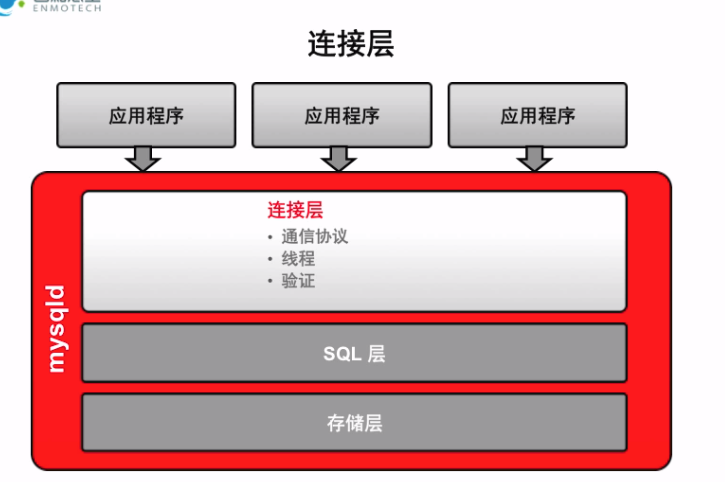 ENMOTECH
连接层
应用程序
应用程序
应用程序
连接层
• 通信协议
• 线程
• 验证
mysqld
SQL 层
存储层